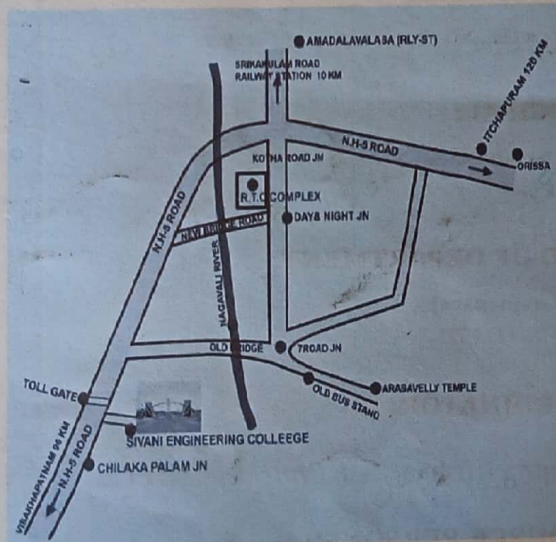 AMADALAVALASA (RLY-ST)
SRIKAKULAM ROAD
RAILWAY STATION 10 KM
ITCHAPURAM 120 KM
N.H-5 ROAD
ORISSA
KOTHA ROAD JN
R.T.C COMPLEX
NEW BRIDGE ROAD
DAY& NIGHT JN
N.H-5 ROAD
NAGAVALI RIVER
OLD BRIDGE
7ROAD JN
TOLL GATE
OLD BUS STAND
ARASAVELLY TEMPLE
SIVANI ENGINEERING COLLEEGE
N.H-5 ROAD
CHILAKA PALAM JN
VISAKHAPATNAM 96 KM